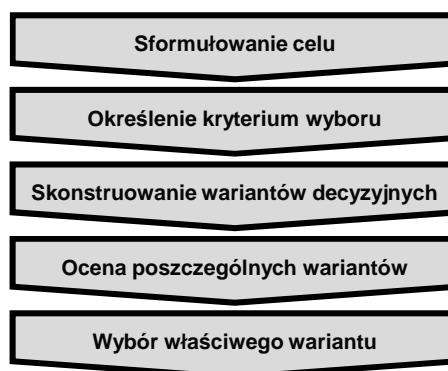 Sformułowanie celu
Określenie kryterium wyboru
Skonstruowanie wariantów decyzyjnych
Ocena poszczególnych wariantów
Wybór właściwego wariantu